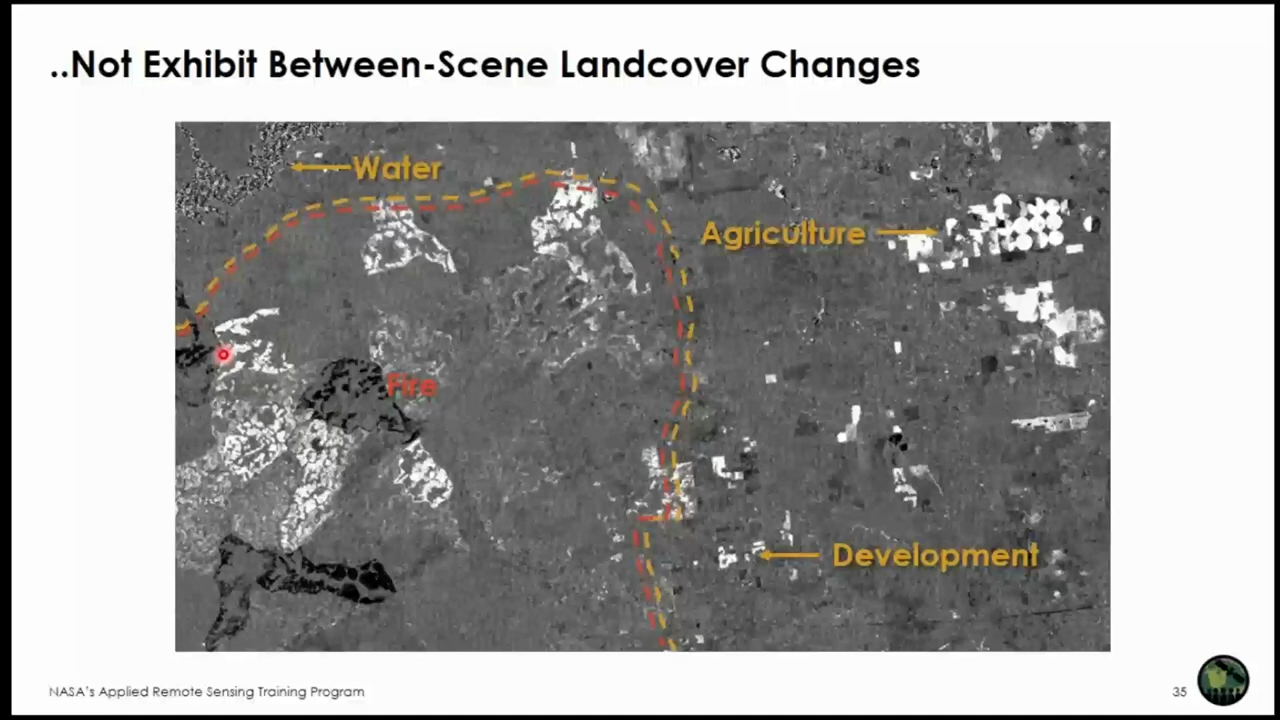 ..Not Exhibit Between-Scene Landcover Changes
Water
Agriculture
Fire
Development
NASA's Applied Remote Sensing Training Program
35